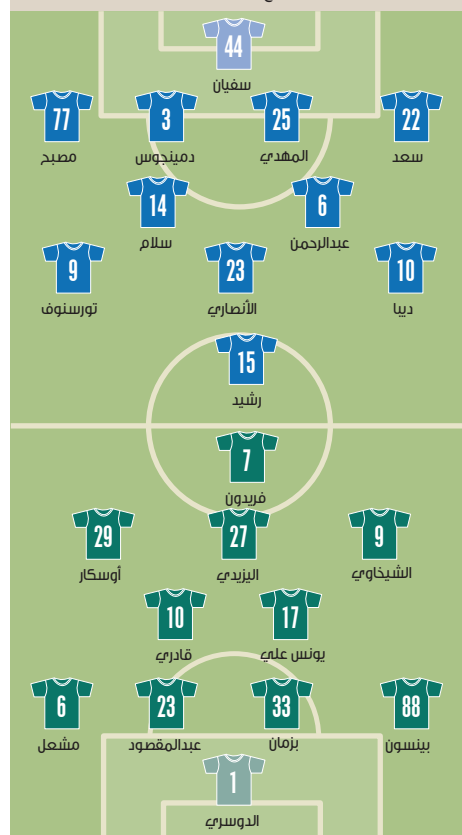 44
سفيان
22 25 3 77
سعد المهدي دمينجوس مصبح
6 14
عبدالرحمن سلام
10 23 9
ديبا الأنصاري تورسنوف
15
رشيد
7
فريدون
9 27 29
الشيخاوي اليزيدي أوسكار
17 10
يونس علي قادري
88 33 23 6
بينسون بزمان عبدالمقصود مشعل
1
الدوسري